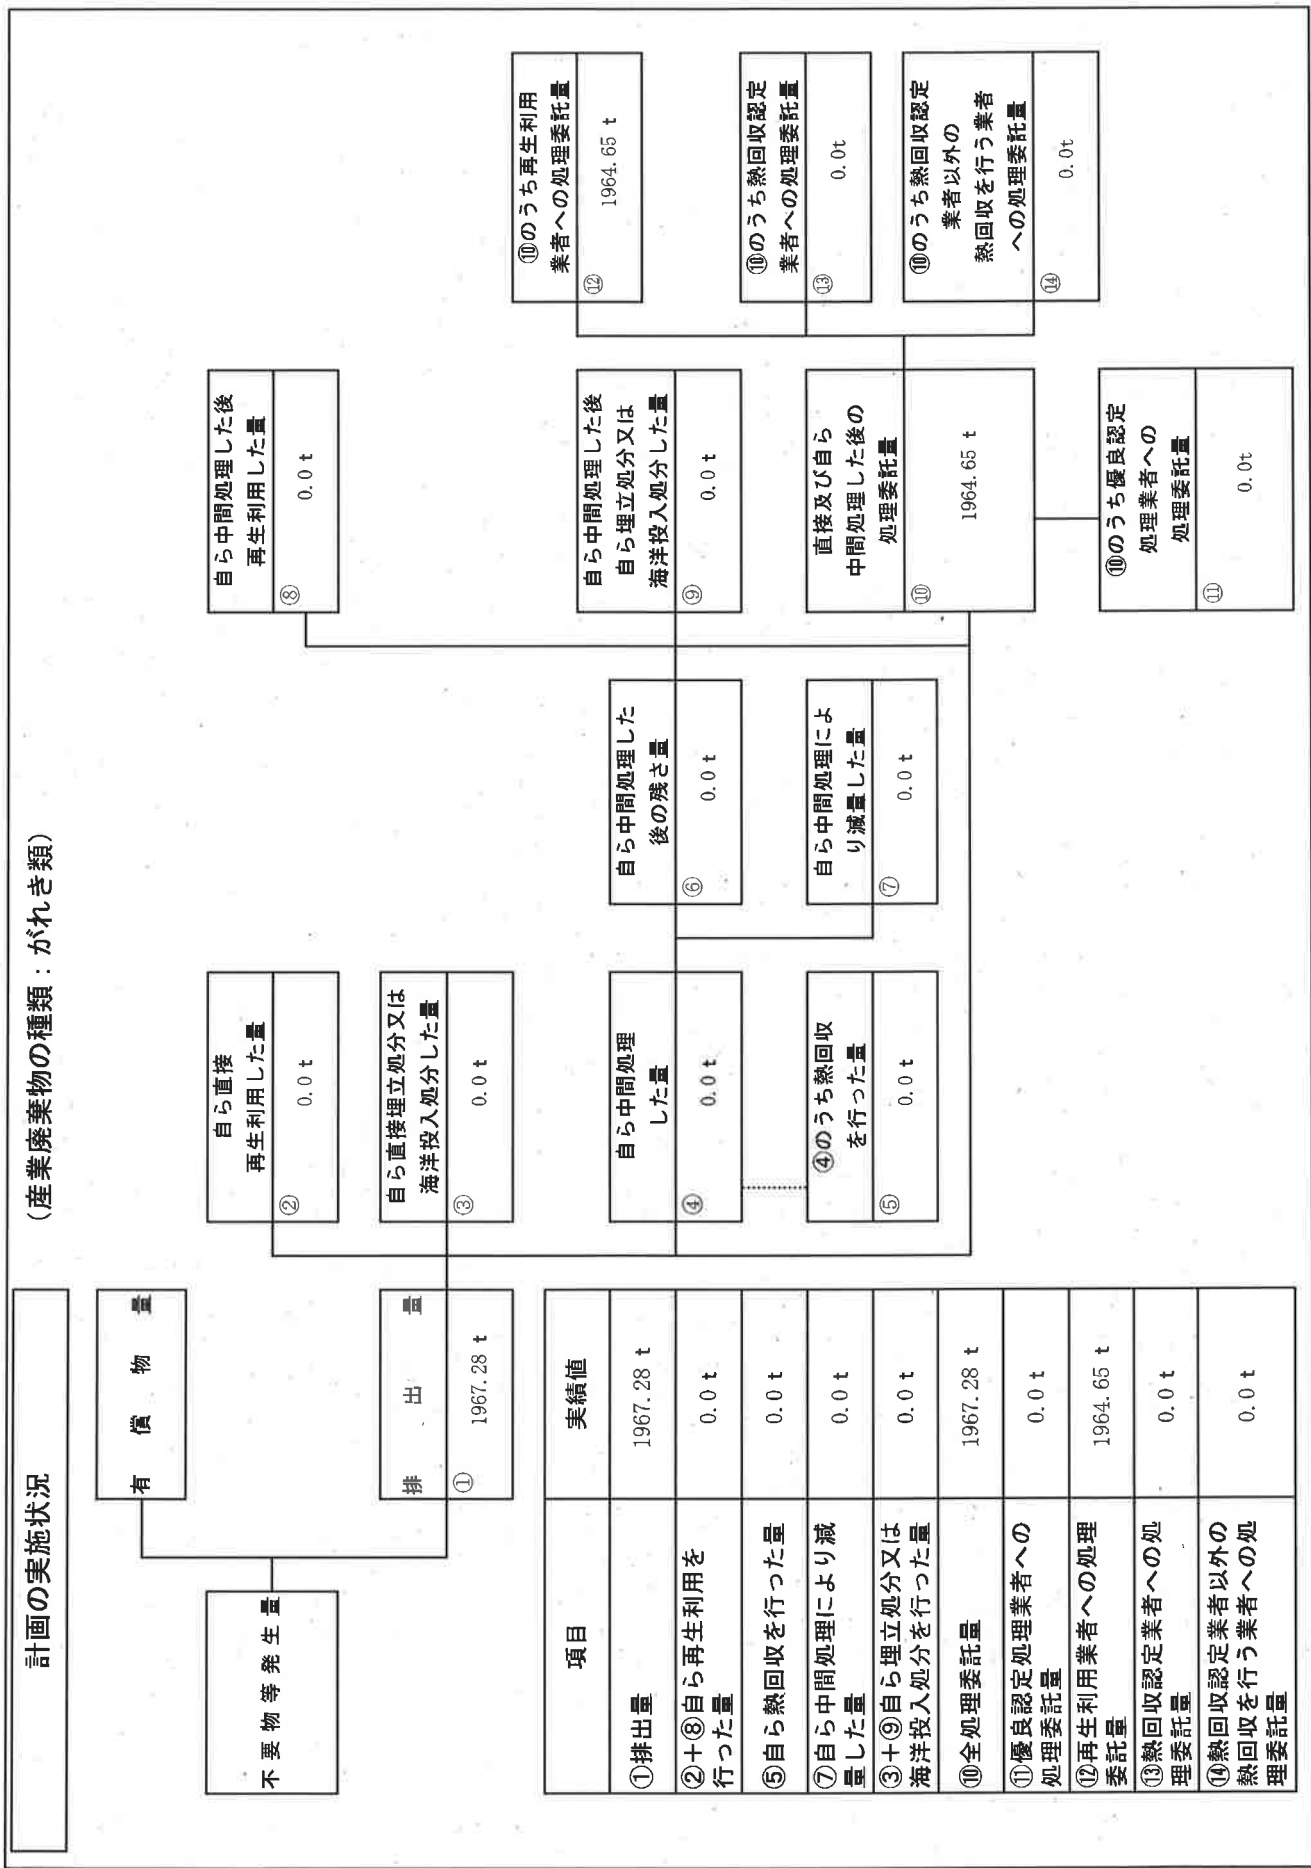 計画の実施状況
（産業廃棄物の種類：がれき類）
不要物等発生量
有償物量
排出量
①
1967.28 t
自ら直接
再生利用した量
②
0.0 t
自ら直接埋立処分又は
海洋投入処分した量
③
0.0 t
自ら中間処理
した量
④
0.0 t
④のうち熱回収
を行った量
⑤
0.0 t
自ら中間処理した
後の残さ量
⑥
0.0 t
自ら中間処理によ
り減量した量
⑦
0.0 t
自ら中間処理した後
再生利用した量
⑧
0.0 t
自ら中間処理した後
自ら埋立処分又は
海洋投入処分した量
⑨
0.0 t
直接及び自ら
中間処理した後の
処理委託量
⑩
1964.65 t
⑩のうち優良認定
処理業者への
処理委託量
⑪
0.0t
⑩のうち再生利用
業者への処理委託量
⑫
1964.65 t
⑩のうち熱回収認定
業者への処理委託量
⑬
0.0t
⑩のうち熱回収認定
業者以外の
熱回収を行う業者
への処理委託量
⑭
0.0t
項目 実績値
①排出量 1967.28 t
②＋⑧自ら再生利用を
行った量 0.0 t
⑤自ら熱回収を行った量 0.0 t
⑦自ら中間処理により減
量した量 0.0 t
③＋⑨自ら埋立処分又は
海洋投入処分を行った量 0.0 t
⑩全処理委託量 1967.28 t
⑪優良認定処理業者への
処理委託量 0.0 t
⑫再生利用業者への処理
委託量 1964.65 t
⑬熱回収認定業者への処
理委託量 0.0 t
⑭熱回収認定業者以外の
熱回収を行う業者への処
理委託量 0.0 t